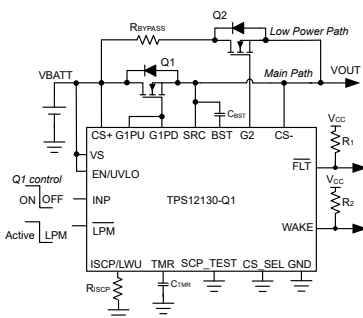 Q2
RBYPASS
Low Power Path
Q1
VBATT
Main Path
VOUT
CBST
CS+ G1PU G1PD SRC BST G2 CS-
VCC
R1
VS
EN/UVLO
FLT
Q1 control
VCC
ON OFF
INP
TPS12130-Q1
R2
Active LPM
LPM
WAKE
ISCP/LWU TMR SCP_TEST CS_SEL GND
RISCP
CTMR